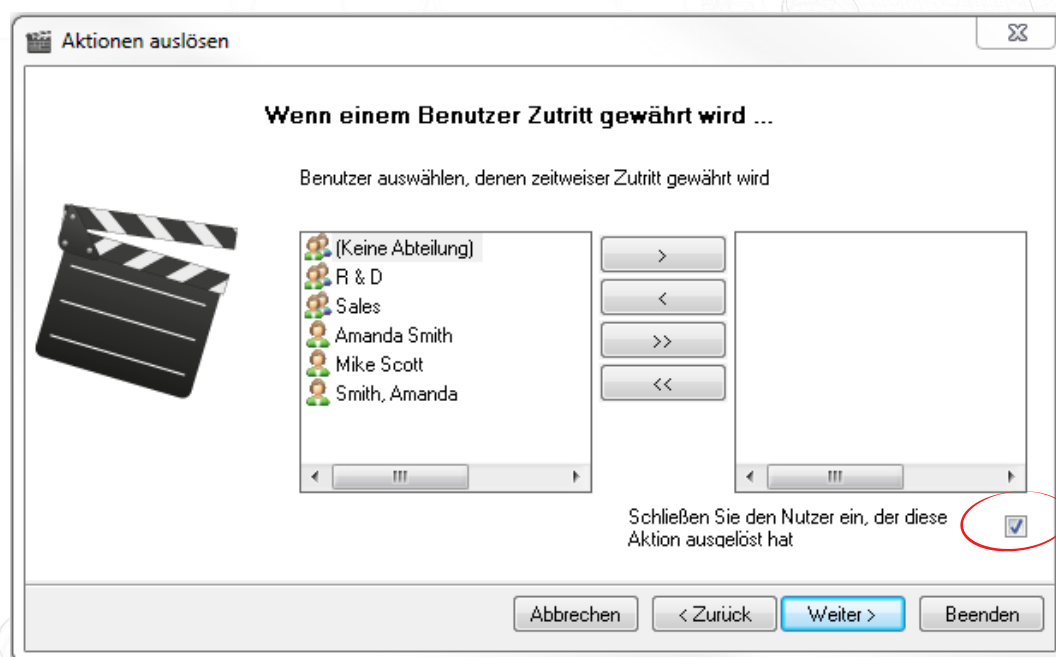 Aktionen auslösen
Wenn einem Benutzer Zutritt gewährt wird ...
Benutzer auswählen, denen zeitweiser Zutritt gewährt wird
(Keine Abteilung)
R & D
Sales
Amanda Smith
Mike Scott
Smith, Amanda
>
<
>>
<<
Schließen Sie den Nutzer ein, der diese
Aktion ausgelöst hat
Abbrechen
< Zurück
Weiter >
Beenden